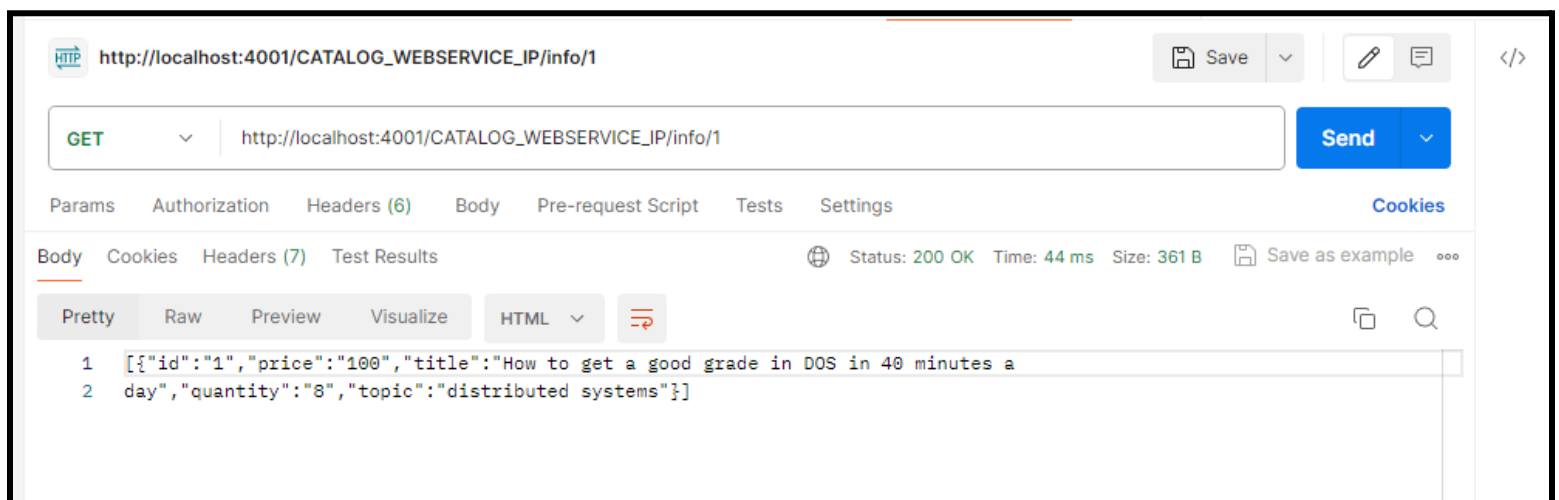 HTTP http://localhost:4001/CATALOG_WEBSERVICE_IP/info/1 Save </>
GET http://localhost:4001/CATALOG_WEBSERVICE_IP/info/1 Send
Params Authorization Headers (6) Body Pre-request Script Tests Settings Cookies
Body Cookies Headers (7) Test Results Status: 200 OK Time: 44 ms Size: 361 B Save as example
Pretty Raw Preview Visualize HTML
1 [{"id":"1","price":"100","title":"How to get a good grade in DOS in 40 minutes a
2 day","quantity":"8","topic":"distributed systems"}]